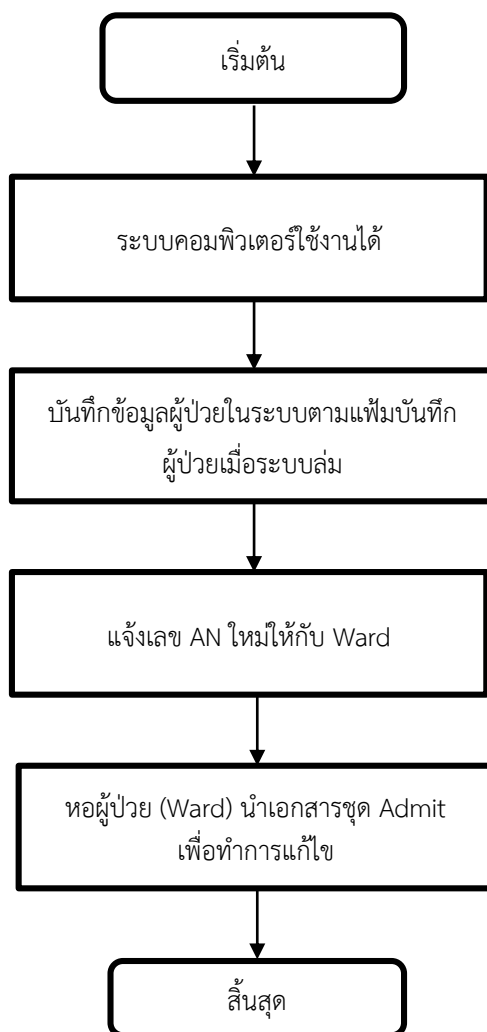 เริ่มต้น
ระบบคอมพิวเตอร์ใช้งานได้
บันทึกข้อมูลผู้ป่วยในระบบตามแฟ้มบันทึก
ผู้ป่วยเมื่อระบบล่ม
แจ้งเลข AN ใหม่ให้กับ Ward
หอผู้ป่วย (Ward) นำเอกสารชุด Admit
เพื่อทำการแก้ไข
สิ้นสุด